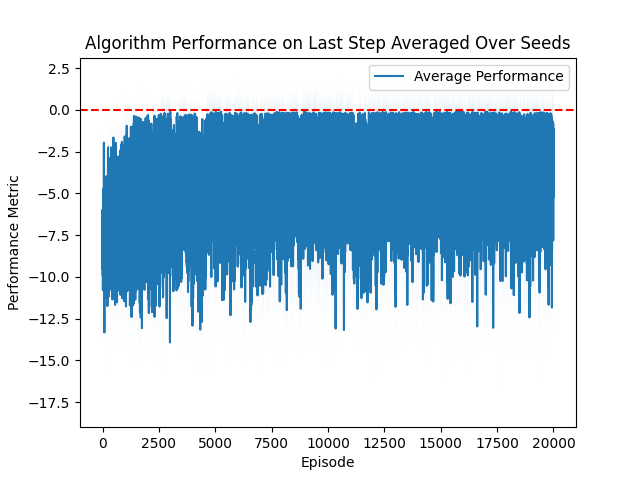 Algorithm Performance on Last Step Averaged Over Seeds
Average Performance
Performance Metric
2.5
0.0
−2.5
−5.0
−7.5
−10.0
−12.5
−15.0
−17.5
0 2500 5000 7500 10000 12500 15000 17500 20000
Episode